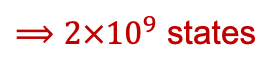 ⟹ 2×10⁹ states